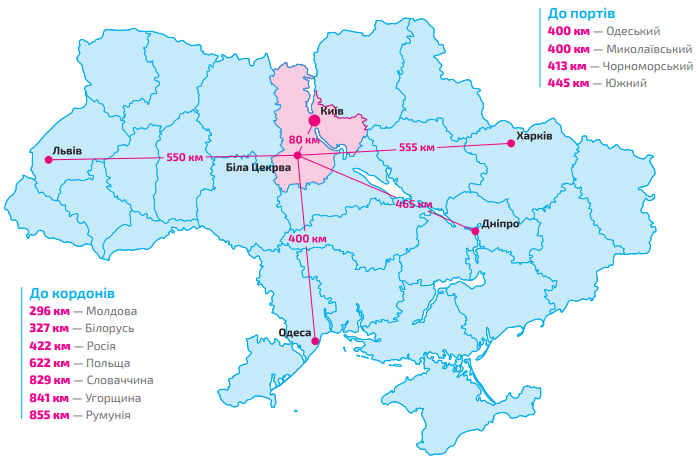 До портів
400 км — Одеський
400 км — Миколаївський
413 км — Чорноморський
445 км — Южний
Київ
80 км
Харків
555 км
Львів
550 км
Біла Цекрва
465 км
Дніпро
400 км
Одеса
До кордонів
296 км — Молдова
327 км — Білорусь
422 км — Росія
622 км — Польща
829 км — Словаччина
841 км — Угорщина
855 км — Румунія